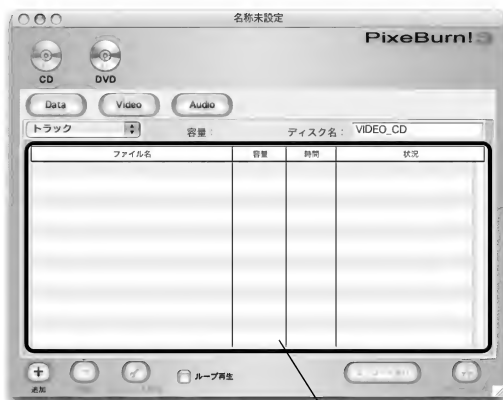 名称未設定
PixeBurn!3
CD DVD
Data Video Audio
トラック 容量: ディスク名: VIDEO_CD
ファイル名 容量 時間 状況
追加 ループ再生